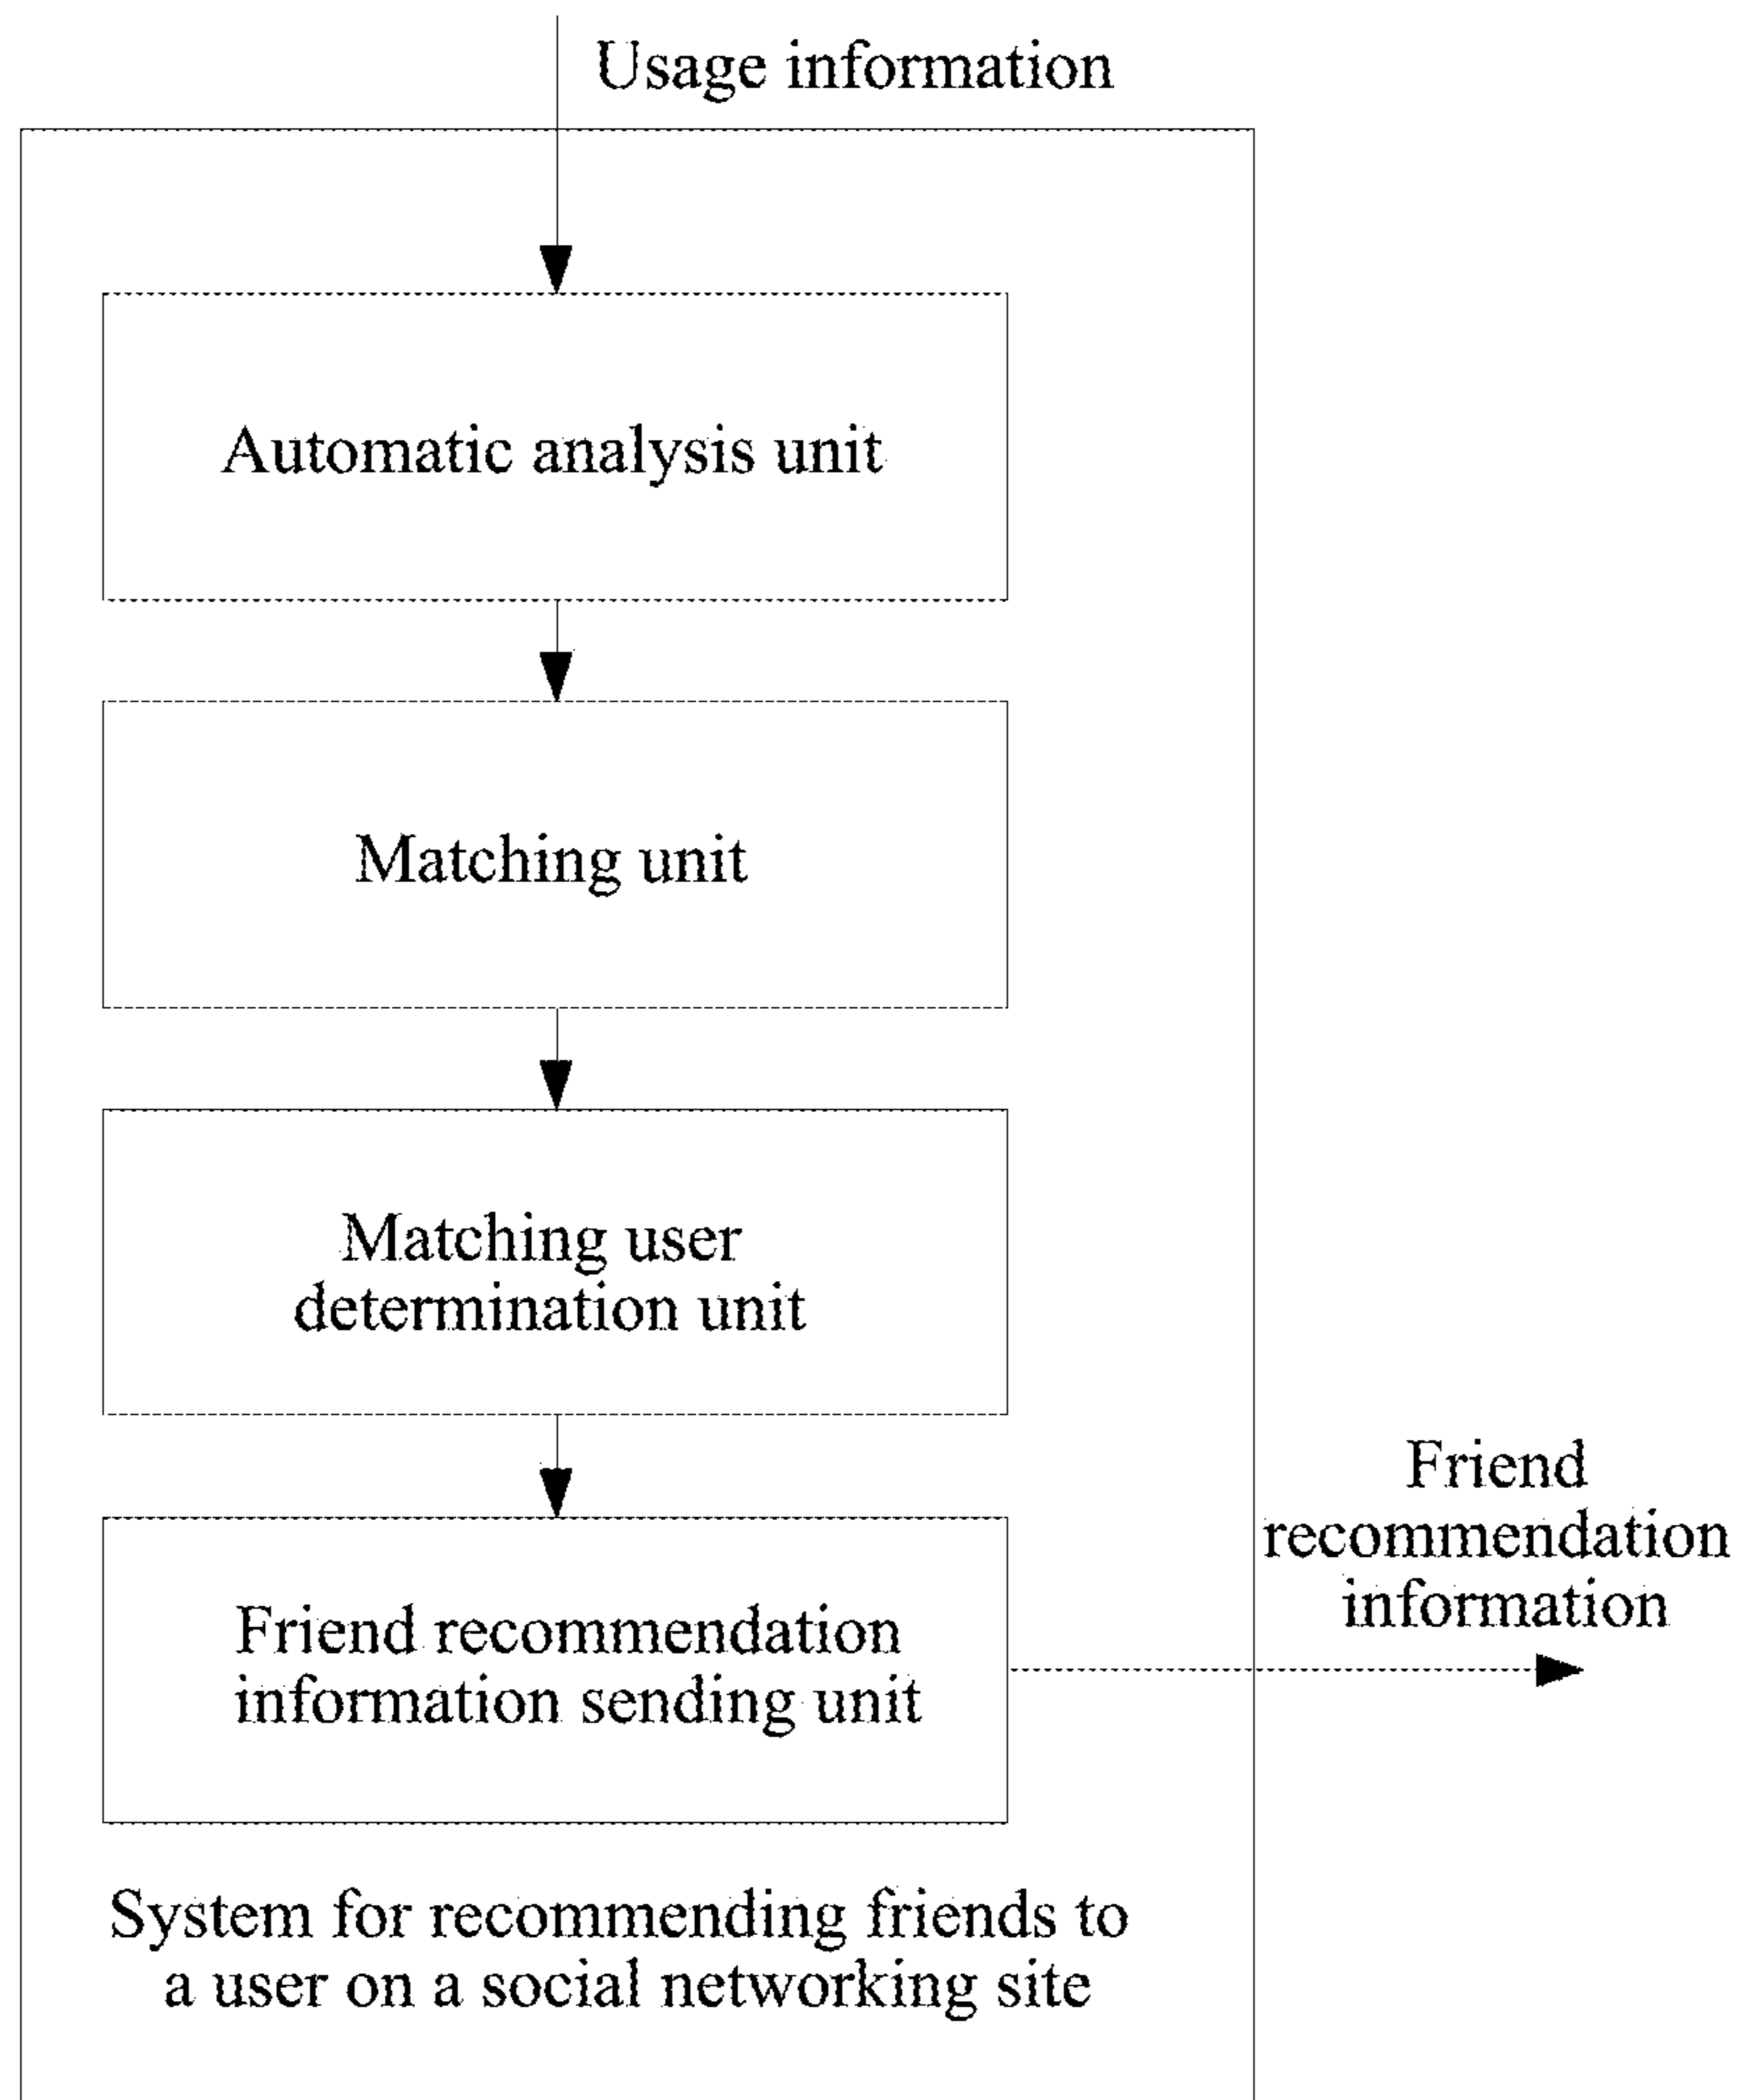 Usage information
Automatic analysis unit
Matching unit
Matching user
determination unit
Friend
recommendation
information
Friend recommendation
information sending unit
System for recommending friends to
a user on a social networking site